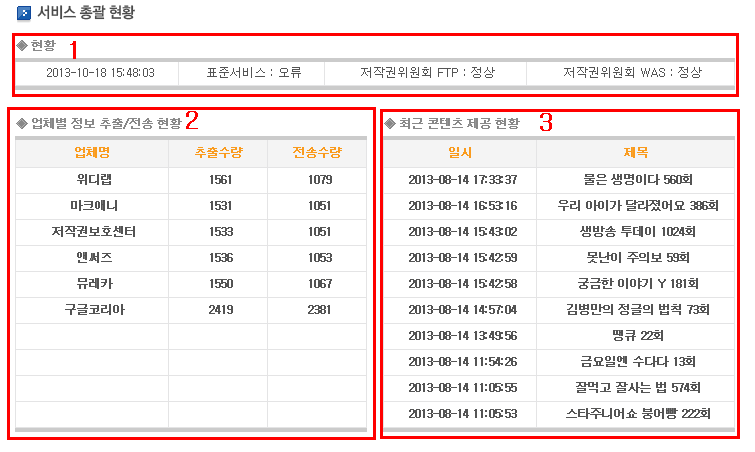 서비스 총괄 현황
◈ 현황 1
2013-10-18 15:48:03 표준서비스 : 오류 저작권위원회 FTP : 정상 저작권위원회 WAS : 정상
◈ 업체별 정보 추출/전송 현황 2
업체명 추출수량 전송수량
위디랩 1561 1079
마크애니 1531 1051
저작권보호센터 1533 1051
앤써즈 1536 1053
뮤레카 1550 1067
구글코리아 2419 2381
◈ 최근 콘텐츠 제공 현황 3
일시 제목
2013-08-14 17:33:37 물은 생명이다 560회
2013-08-14 16:53:16 우리 아이가 달라졌어요 386회
2013-08-14 15:43:02 생방송 투데이 1024회
2013-08-14 15:42:59 못난이 주의보 59회
2013-08-14 15:42:58 궁금한 이야기 Y 181회
2013-08-14 14:57:04 김병만의 정글의 법칙 73회
2013-08-14 13:49:56 땡큐 22회
2013-08-14 11:54:26 금요일엔 수다다 13회
2013-08-14 11:05:55 잘먹고 잘사는 법 574회
2013-08-14 11:05:53 스타주니어쇼 붕어빵 222회